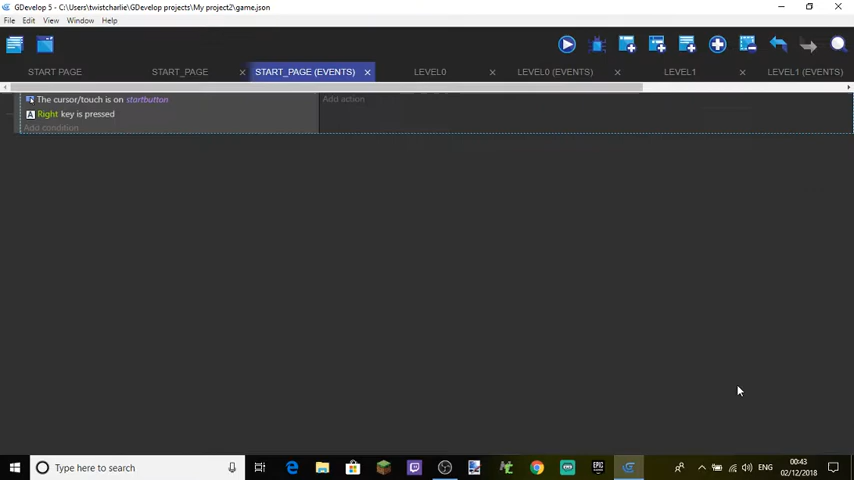 GDevelop 5 - C:\Users\twistcharlie\GDevelop projects\My project2\game.json
File Edit View Window Help
START PAGE START_PAGE START_PAGE (EVENTS) LEVEL0 LEVEL0 (EVENTS) LEVEL1 LEVEL1 (EVENTS)
The cursor/touch is on startbutton Add action
A Right key is pressed
Add condition
Type here to search ENG 00:43
02/12/2018
EPIC